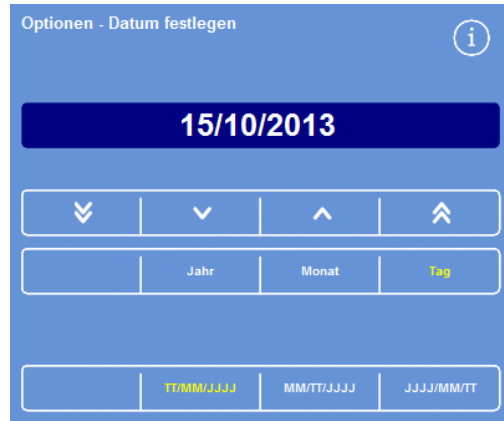 Optionen - Datum festlegen
i
15/10/2013
Jahr Monat Tag
TT/MM/JJJJ MM/TT/JJJJ JJJJ/MM/TT